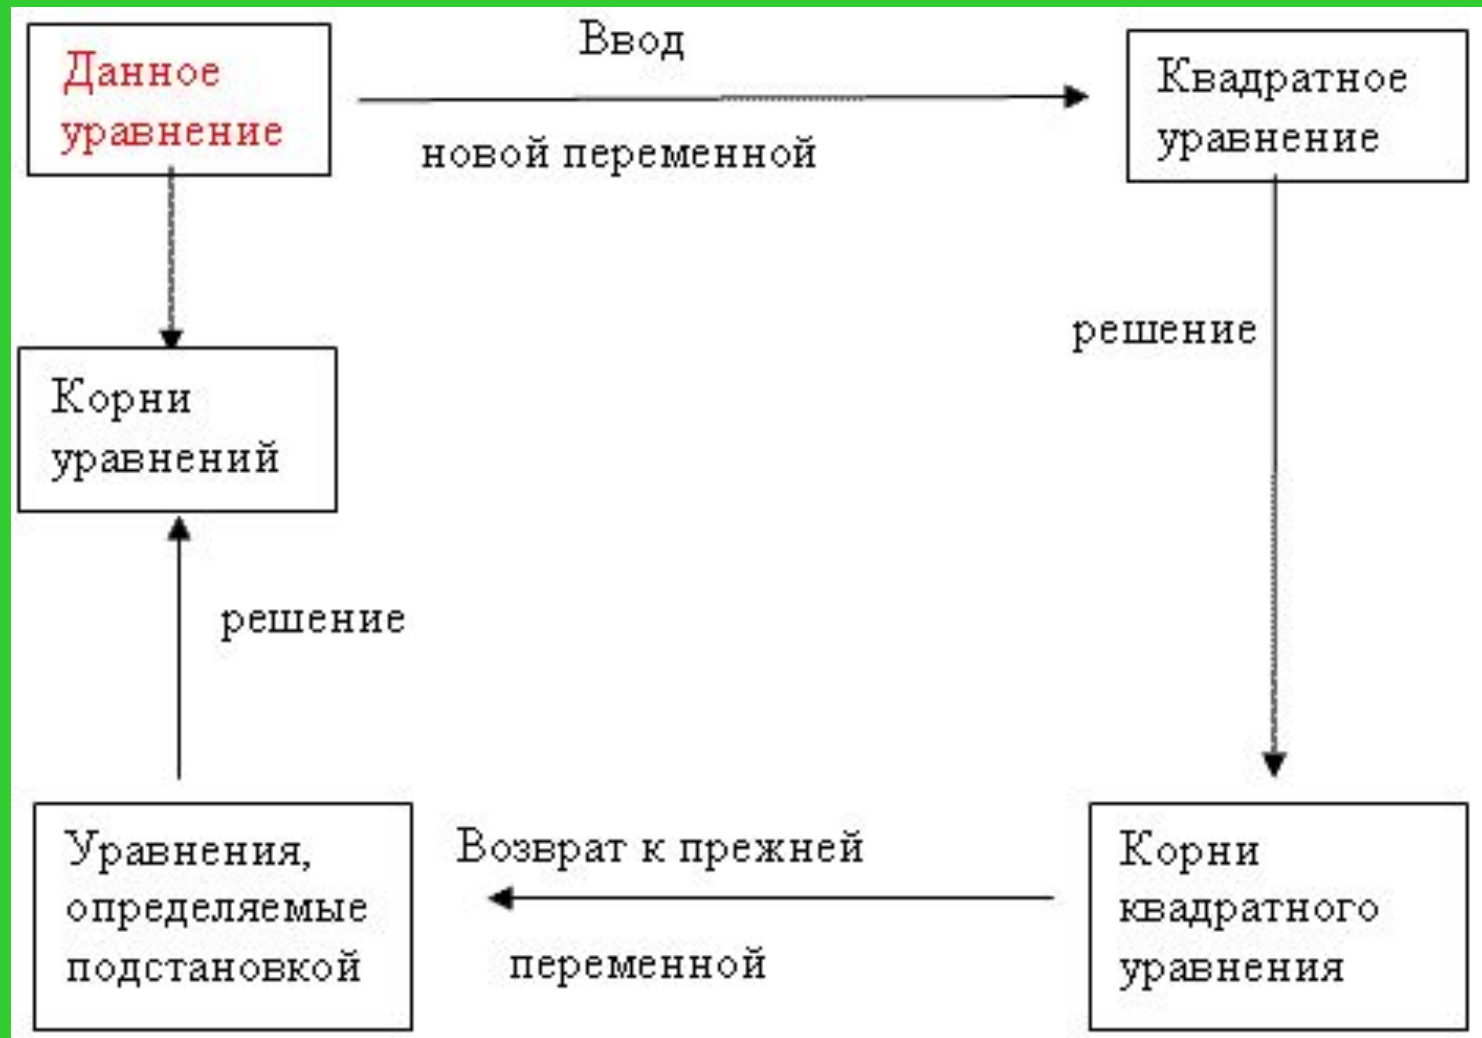 Данное
уравнение
Ввод
новой переменной
Квадратное
уравнение
решение
Корни
уравнений
решение
Уравнения,
определяемые
подстановкой
Возврат к прежней
переменной
Корни
квадратного
уравнения